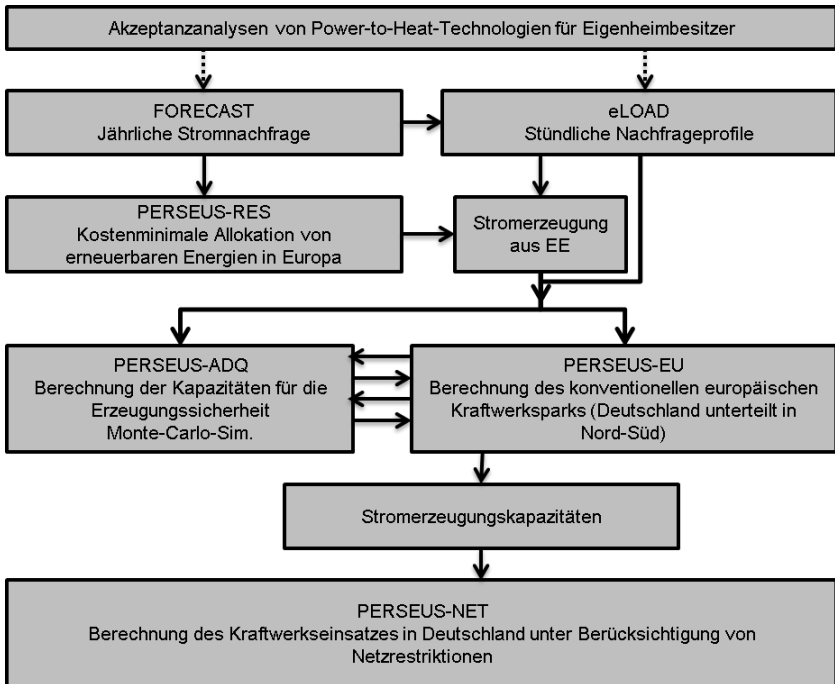 Akzeptanzanalysen von Power-to-Heat-Technologien für Eigenheimbesitzer
FORECAST
Jährliche Stromnachfrage
eLOAD
Stündliche Nachfrageprofile
PERSEUS-RES
Kostenminimale Allokation von
erneuerbaren Energien in Europa
Stromerzeugung
aus EE
PERSEUS-ADQ
Berechnung der Kapazitäten für die
Erzeugungssicherheit
Monte-Carlo-Sim.
PERSEUS-EU
Berechnung des konventionellen europäischen
Kraftwerksparks (Deutschland unterteilt in
Nord-Süd)
Stromerzeugungskapazitäten
PERSEUS-NET
Berechnung des Kraftwerkseinsatzes in Deutschland unter Berücksichtigung von
Netzrestriktionen